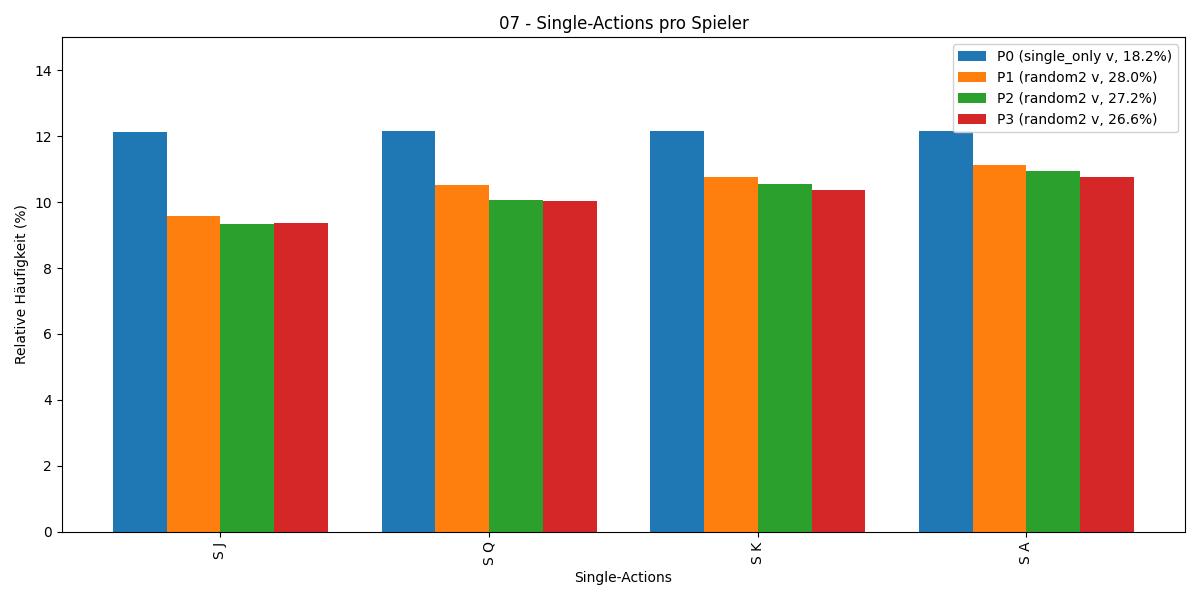 07 - Single-Actions pro Spieler
P0 (single_only v, 18.2%)
P1 (random2 v, 28.0%)
P2 (random2 v, 27.2%)
P3 (random2 v, 26.6%)
Relative Häufigkeit (%)
14
12
10
8
6
4
2
0
S J
S Q
S K
S A
Single-Actions